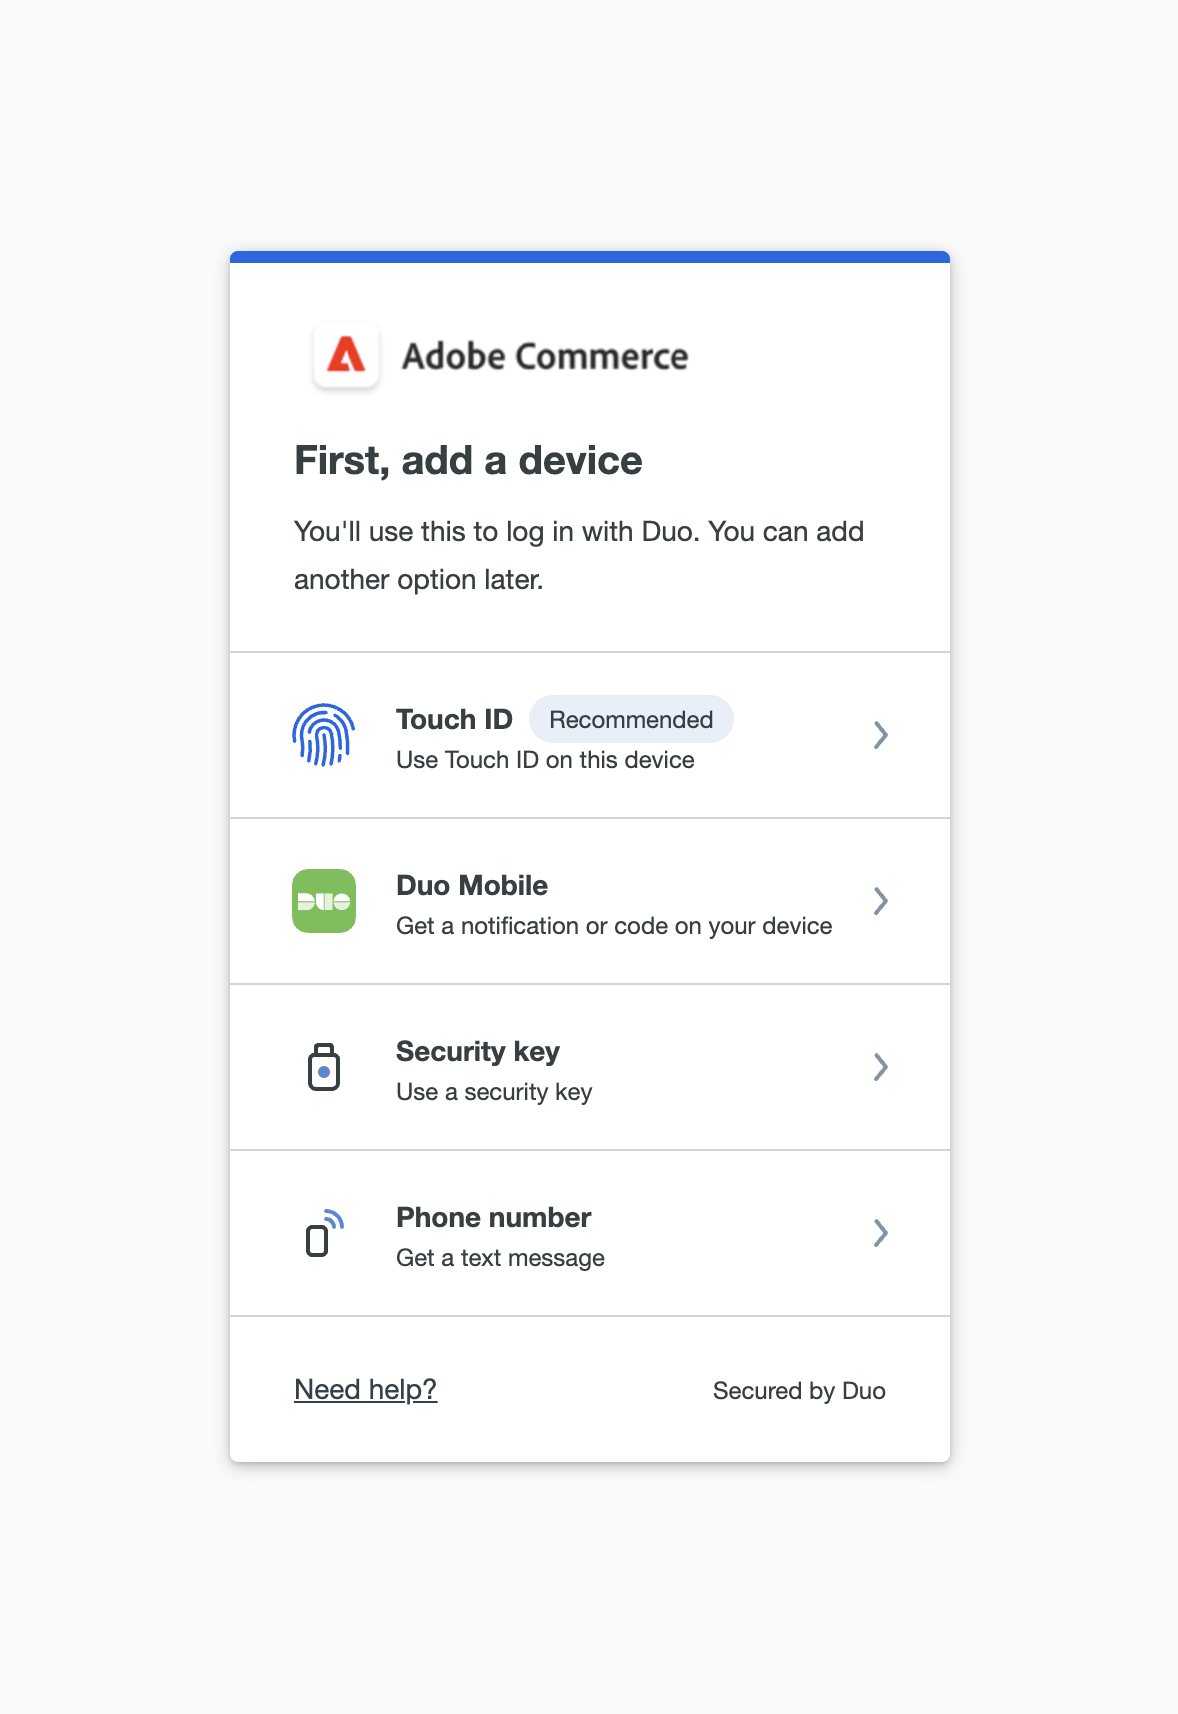 Adobe Commerce
First, add a device
You'll use this to log in with Duo. You can add
another option later.
Touch ID Recommended
Use Touch ID on this device
DUO
Duo Mobile
Get a notification or code on your device
Security key
Use a security key
Phone number
Get a text message
Need help? Secured by Duo